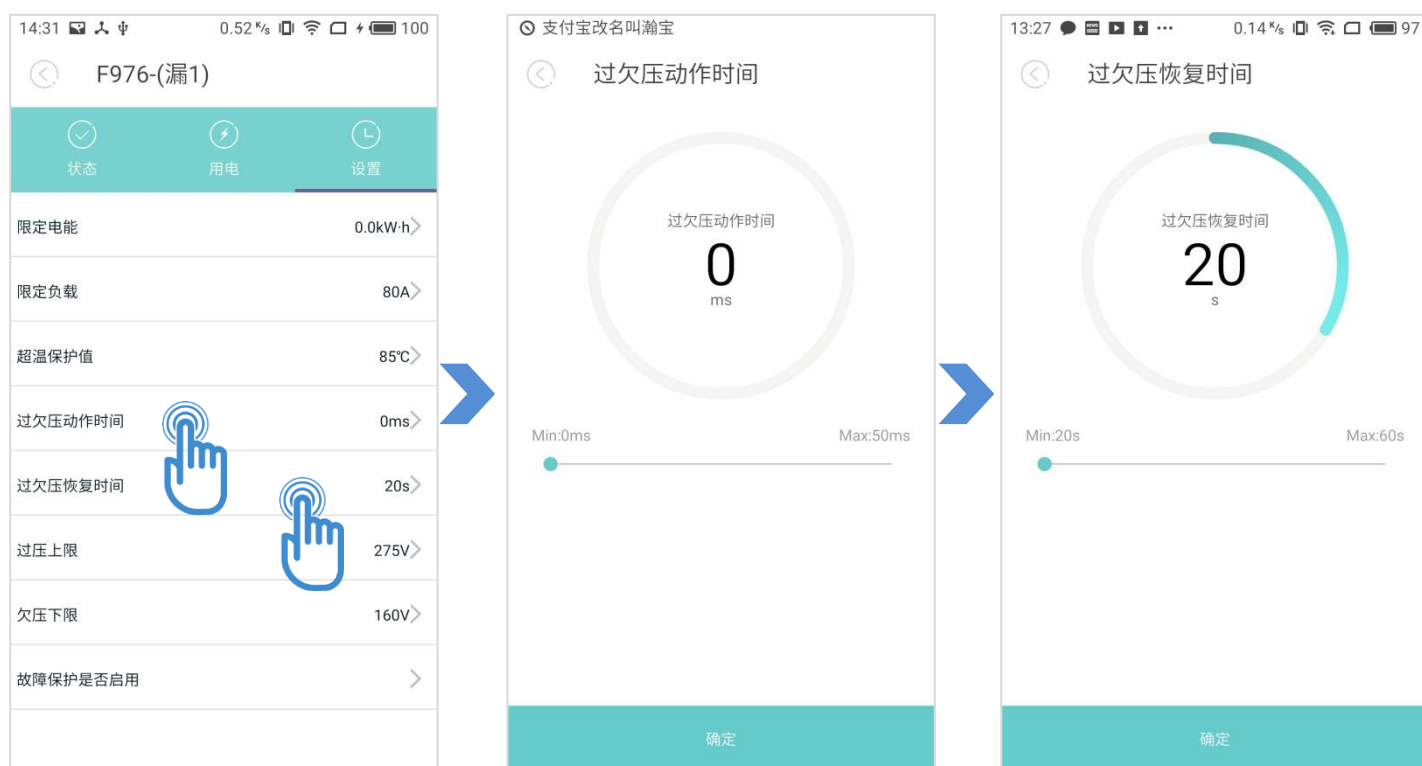 14:31 0.52 K/s 100
F976-(漏1)
状态 用电 设置
限定电能 0.0kW·h
限定负载 80A
超温保护值 85℃
过欠压动作时间 0ms
过欠压恢复时间 20s
过压上限 275V
欠压下限 160V
故障保护是否启用
支付宝改名叫瀚宝
过欠压动作时间
过欠压动作时间
0
ms
Min:0ms Max:50ms
确定
13:27 ··· 0.14 K/s 97
过欠压恢复时间
过欠压恢复时间
20
s
Min:20s Max:60s
确定